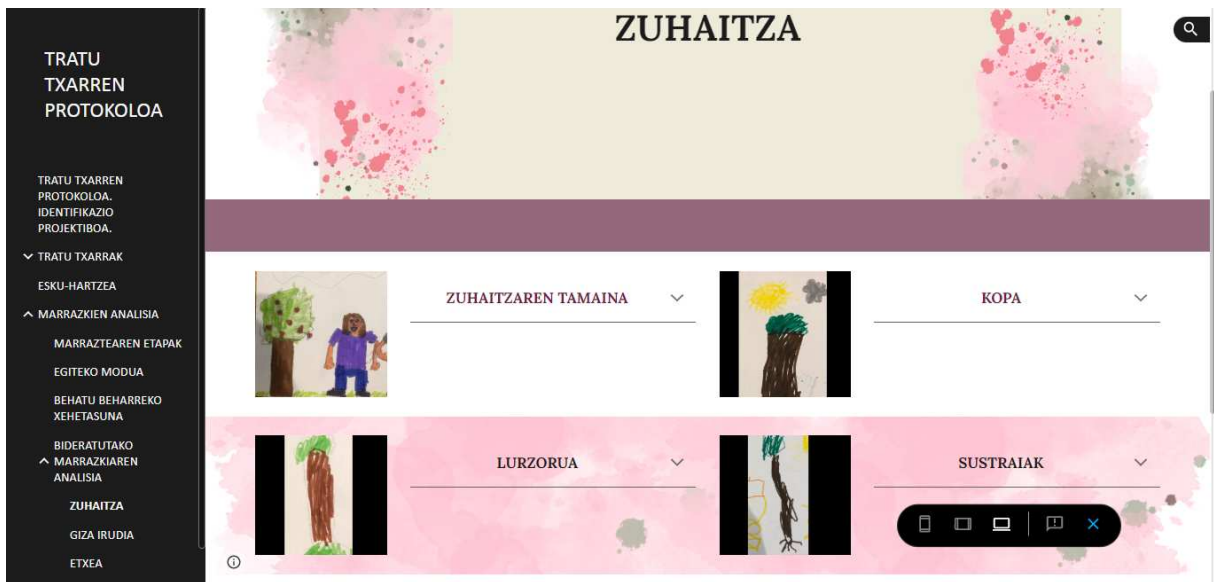 TRATU
TXARREN
PROTOKOLOA
TRATU TXARREN
PROTOKOLOA.
IDENTIFIKAZIO
PROJEKTIBOA.
TRATU TXARRAK
ESKU-HARTZEA
MARRAZKIEN ANALISIA
MARRAZTEAREN ETAPAK
EGITEKO MODUA
BEHATU BEHARREKO
XEHETASUNA
BIDERATUTAKO
MARRAZKIAREN
ANALISIA
ZUHAITZA
GIZA IRUDIA
ETXEA
ZUHAITZA
ZUHAITZAREN TAMAINA
KOPA
LURZORUA
SUSTRAIAK